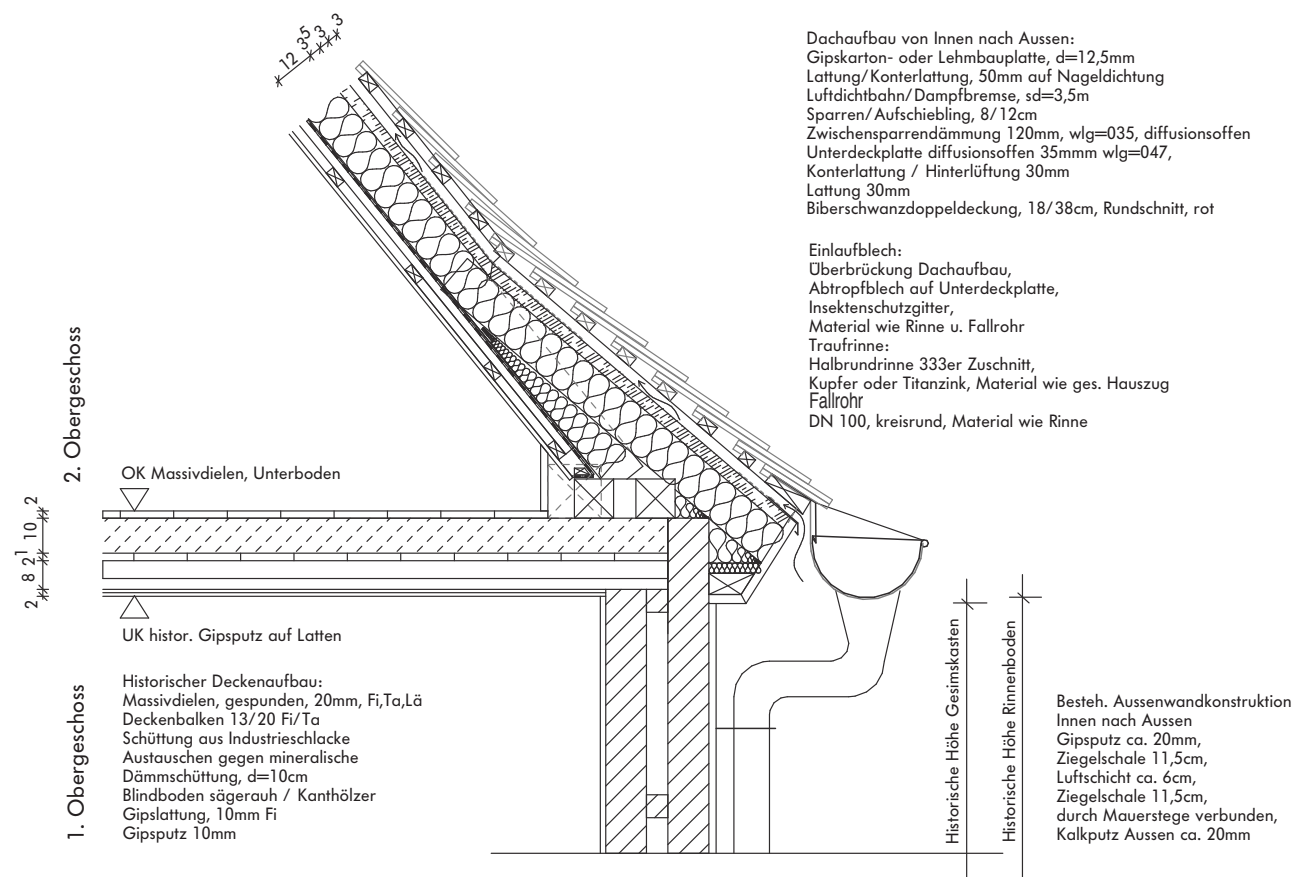 12 3 5 3 3
Dachaufbau von Innen nach Aussen:
Gipskarton- oder Lehmbauplatte, d=12,5mm
Lattung/Konterlattung, 50mm auf Nageldichtung
Luftdichtbahn/Dampfbremse, sd=3,5m
Sparren/Aufschiebling, 8/12cm
Zwischensparrendämmung 120mm, wlg=035, diffusionsoffen
Unterdeckplatte diffusionsoffen 35mmm wlg=047,
Konterlattung / Hinterlüftung 30mm
Lattung 30mm
Biberschwanzdoppeldeckung, 18/38cm, Rundschnitt, rot
Einlaufblech:
Überbrückung Dachaufbau,
Abtropfblech auf Unterdeckplatte,
Insektenschutzgitter,
Material wie Rinne u. Fallrohr
Traufrinne:
Halbrundrinne 333er Zuschnitt,
Kupfer oder Titanzink, Material wie ges. Hauszug
Fallrohr
DN 100, kreisrund, Material wie Rinne
2. Obergeschoss
OK Massivdielen, Unterboden
2 8 2 1 10 2
UK histor. Gipsputz auf Latten
1. Obergeschoss
Historischer Deckenaufbau:
Massivdielen, gespunden, 20mm, Fi,Ta,Lä
Deckenbalken 13/20 Fi/Ta
Schüttung aus Industrieschlacke
Austauschen gegen mineralische
Dämmschüttung, d=10cm
Blindboden sägerauh / Kanthölzer
Gipslattung, 10mm Fi
Gipsputz 10mm
Historische Höhe Gesimskasten
Historische Höhe Rinnenboden
Besteh. Aussenwandkonstruktion
Innen nach Aussen
Gipsputz ca. 20mm,
Ziegelschale 11,5cm,
Luftschicht ca. 6cm,
Ziegelschale 11,5cm,
durch Mauerstege verbunden,
Kalkputz Aussen ca. 20mm